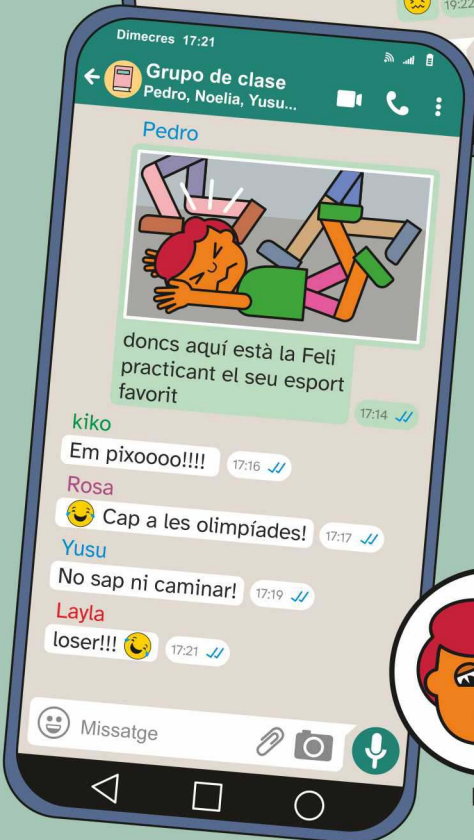 19:22
Dimecres 17:21
Grupo de clase
Pedro, Noelia, Yusu...
Pedro
doncs aquí està la Feli
practicant el seu esport
favorit
17:14
kiko
Em pixoooo!!!!
17:16
Rosa
😂 Cap a les olimpíades!
17:17
Yusu
No sap ni caminar!
17:19
Layla
loser!!! 😂
17:21
Missatge